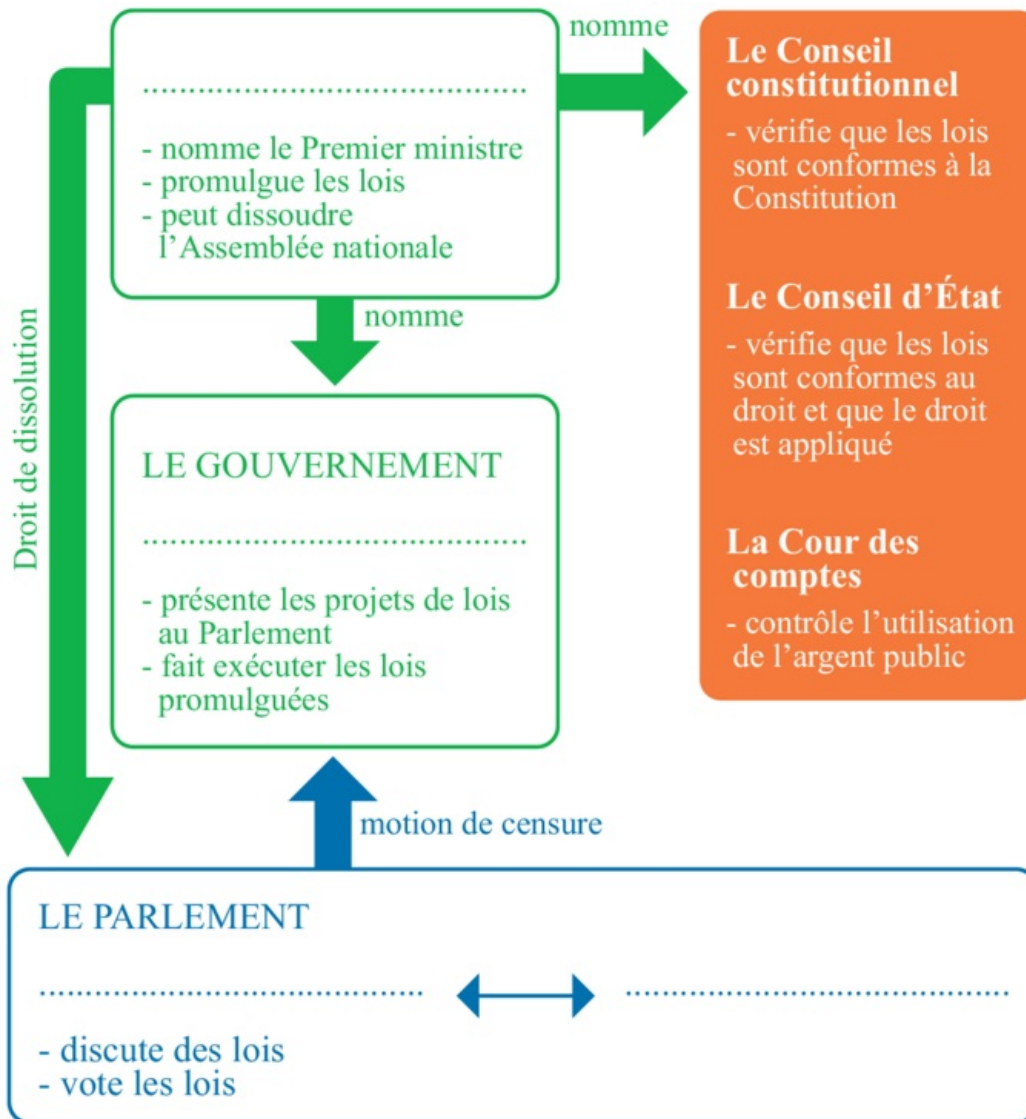 nomme
................................................
- nomme le Premier ministre
- promulgue les lois
- peut dissoudre
l’Assemblée nationale
Le Conseil
constitutionnel
- vérifie que les lois
sont conformes à la
Constitution
Le Conseil d’État
- vérifie que les lois
sont conformes au
droit et que le droit
est appliqué
La Cour des
comptes
- contrôle l’utilisation
de l’argent public
nomme
Droit de dissolution
LE GOUVERNEMENT
................................................
- présente les projets de lois
au Parlement
- fait exécuter les lois
promulguées
motion de censure
LE PARLEMENT
................................................ ................................................
- discute des lois
- vote les lois